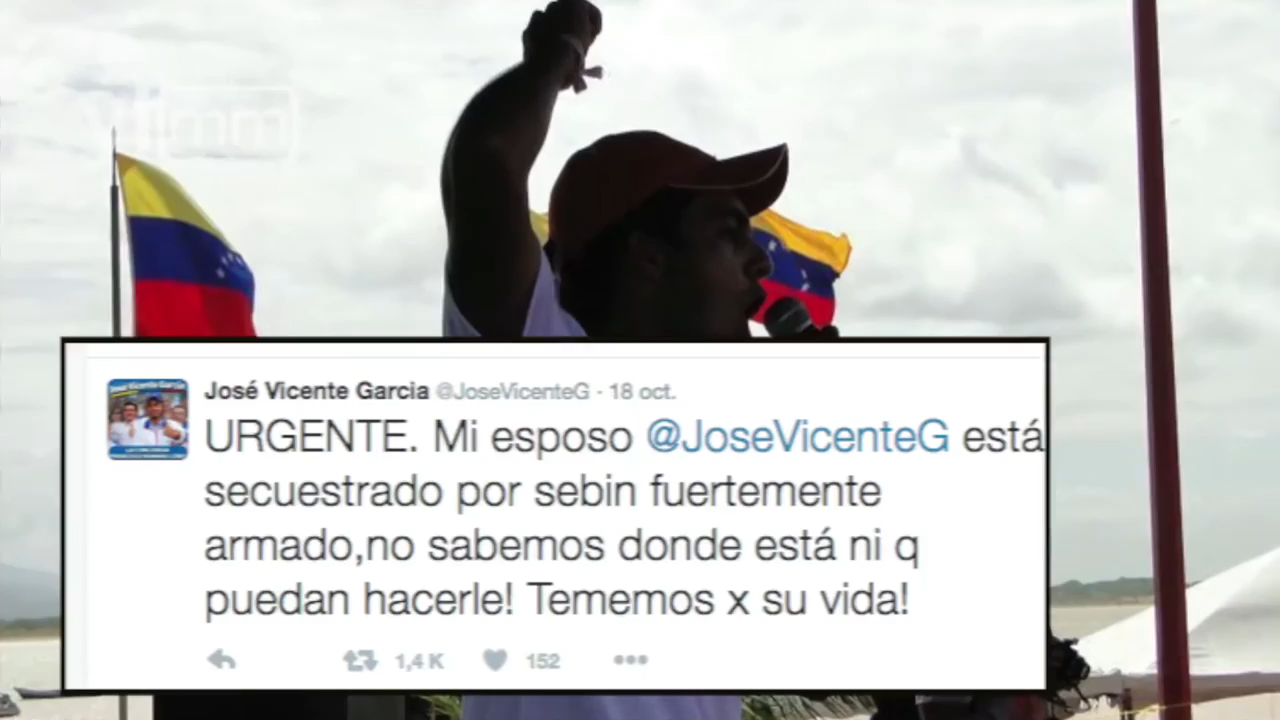 José Vicente Garcia @JoseVicenteG · 18 oct.
URGENTE. Mi esposo @JoseVicenteG está
secuestrado por sebin fuertemente
armado,no sabemos donde está ni q
puedan hacerle! Tememos x su vida!
1,4 K 152